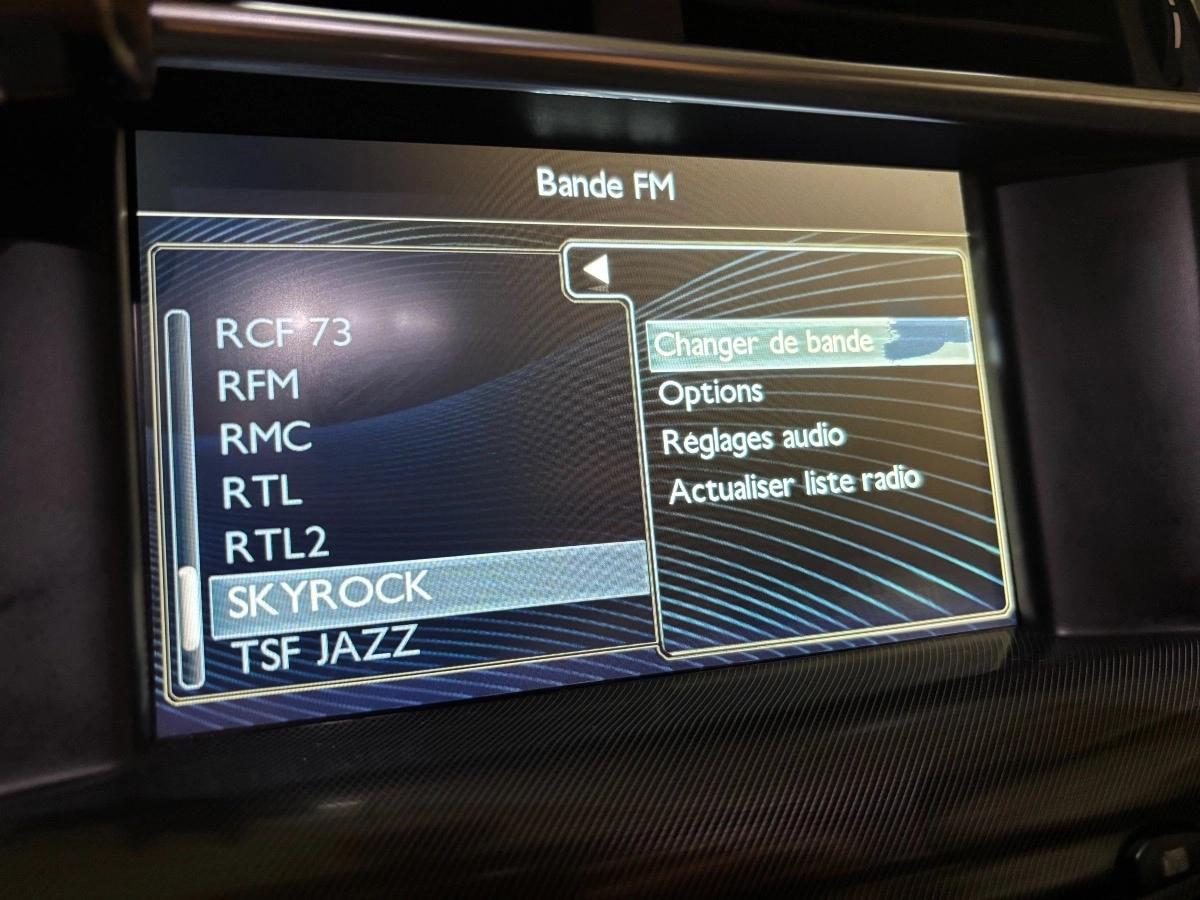 Bande FM
RCF 73
RFM
RMC
RTL
RTL2
SKYROCK
TSF JAZZ
Changer de bande
Options
Réglages audio
Actualiser liste radio